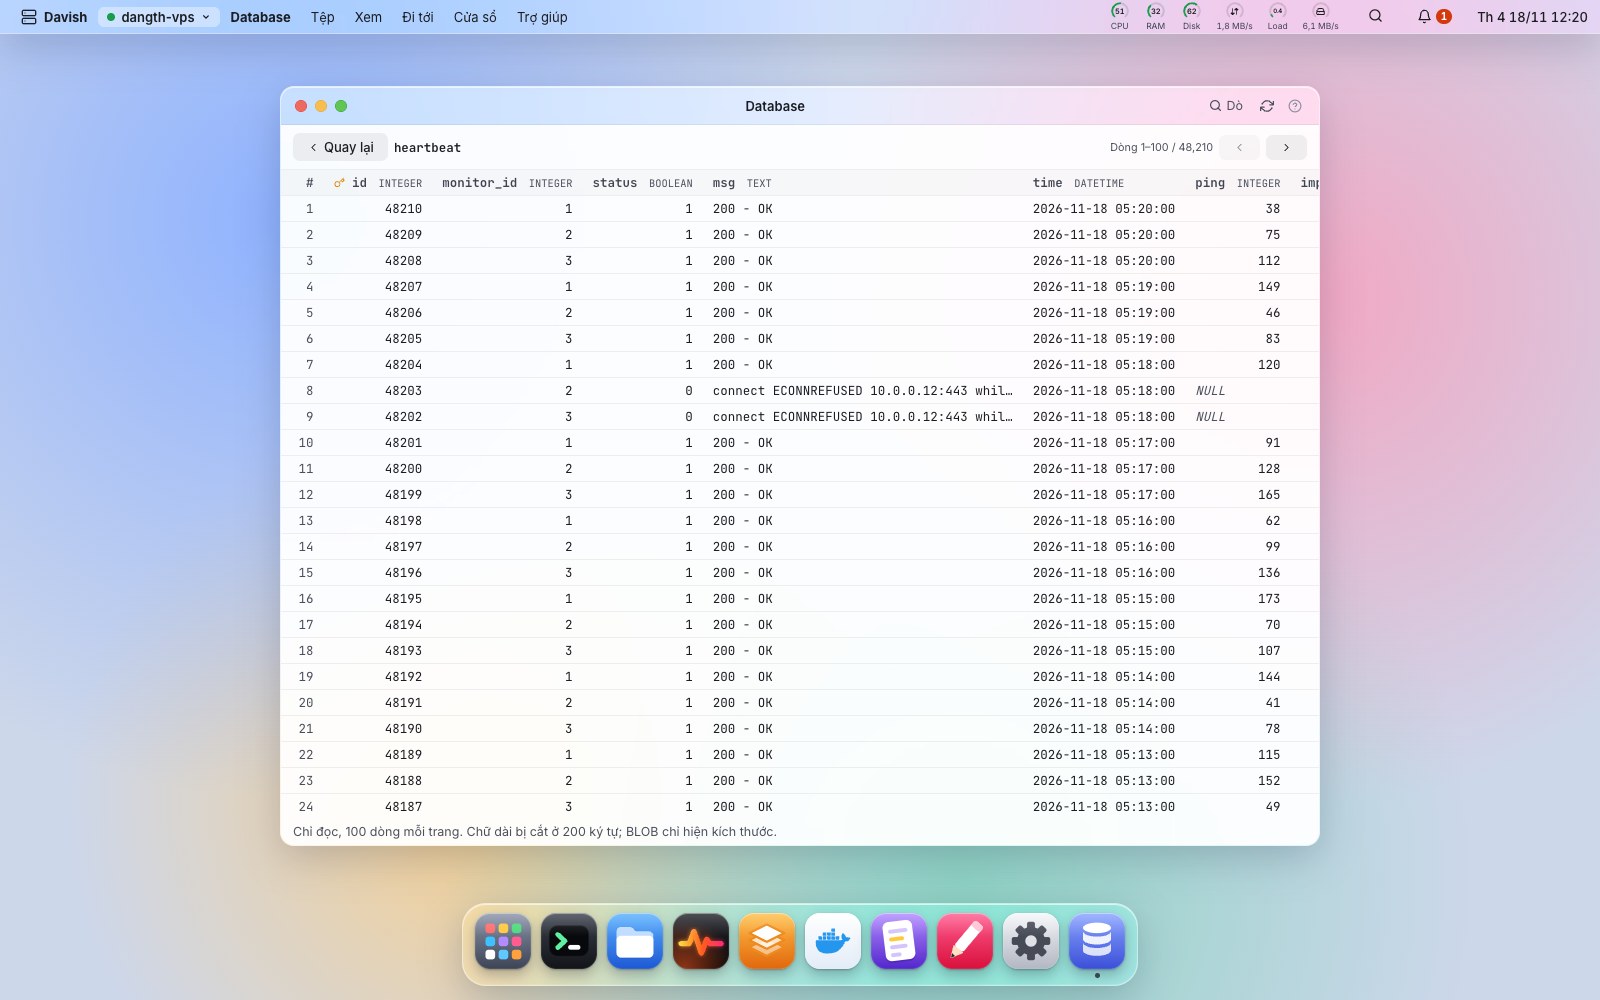 Davish dangth-vps Database Tệp Xem Đi tới Cửa sổ Trợ giúp 51 CPU 32 RAM 62 Disk 1,8 MB/s 0.4 Load 6,1 MB/s 1 Th 4 18/11 12:20
Database Dò
Quay lại heartbeat Dòng 1–100 / 48,210
# id INTEGER monitor_id INTEGER status BOOLEAN msg TEXT time DATETIME ping INTEGER imp
1 48210 1 1 200 - OK 2026-11-18 05:20:00 38
2 48209 2 1 200 - OK 2026-11-18 05:20:00 75
3 48208 3 1 200 - OK 2026-11-18 05:20:00 112
4 48207 1 1 200 - OK 2026-11-18 05:19:00 149
5 48206 2 1 200 - OK 2026-11-18 05:19:00 46
6 48205 3 1 200 - OK 2026-11-18 05:19:00 83
7 48204 1 1 200 - OK 2026-11-18 05:18:00 120
8 48203 2 0 connect ECONNREFUSED 10.0.0.12:443 whil… 2026-11-18 05:18:00 NULL
9 48202 3 0 connect ECONNREFUSED 10.0.0.12:443 whil… 2026-11-18 05:18:00 NULL
10 48201 1 1 200 - OK 2026-11-18 05:17:00 91
11 48200 2 1 200 - OK 2026-11-18 05:17:00 128
12 48199 3 1 200 - OK 2026-11-18 05:17:00 165
13 48198 1 1 200 - OK 2026-11-18 05:16:00 62
14 48197 2 1 200 - OK 2026-11-18 05:16:00 99
15 48196 3 1 200 - OK 2026-11-18 05:16:00 136
16 48195 1 1 200 - OK 2026-11-18 05:15:00 173
17 48194 2 1 200 - OK 2026-11-18 05:15:00 70
18 48193 3 1 200 - OK 2026-11-18 05:15:00 107
19 48192 1 1 200 - OK 2026-11-18 05:14:00 144
20 48191 2 1 200 - OK 2026-11-18 05:14:00 41
21 48190 3 1 200 - OK 2026-11-18 05:14:00 78
22 48189 1 1 200 - OK 2026-11-18 05:13:00 115
23 48188 2 1 200 - OK 2026-11-18 05:13:00 152
24 48187 3 1 200 - OK 2026-11-18 05:13:00 49
Chỉ đọc, 100 dòng mỗi trang. Chữ dài bị cắt ở 200 ký tự; BLOB chỉ hiện kích thước.